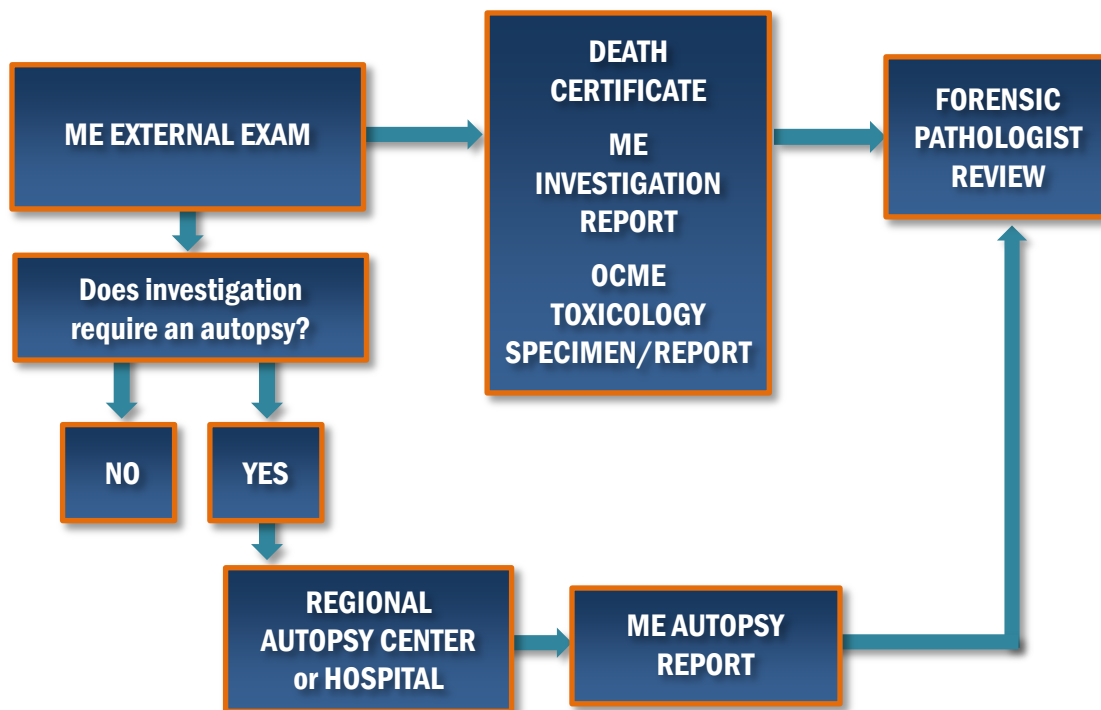 ME EXTERNAL EXAM
DEATH
CERTIFICATE
ME
INVESTIGATION
REPORT
OCME
TOXICOLOGY
SPECIMEN/REPORT
FORENSIC
PATHOLOGIST
REVIEW
Does investigation
require an autopsy?
NO
YES
REGIONAL
AUTOPSY CENTER
or HOSPITAL
ME AUTOPSY
REPORT